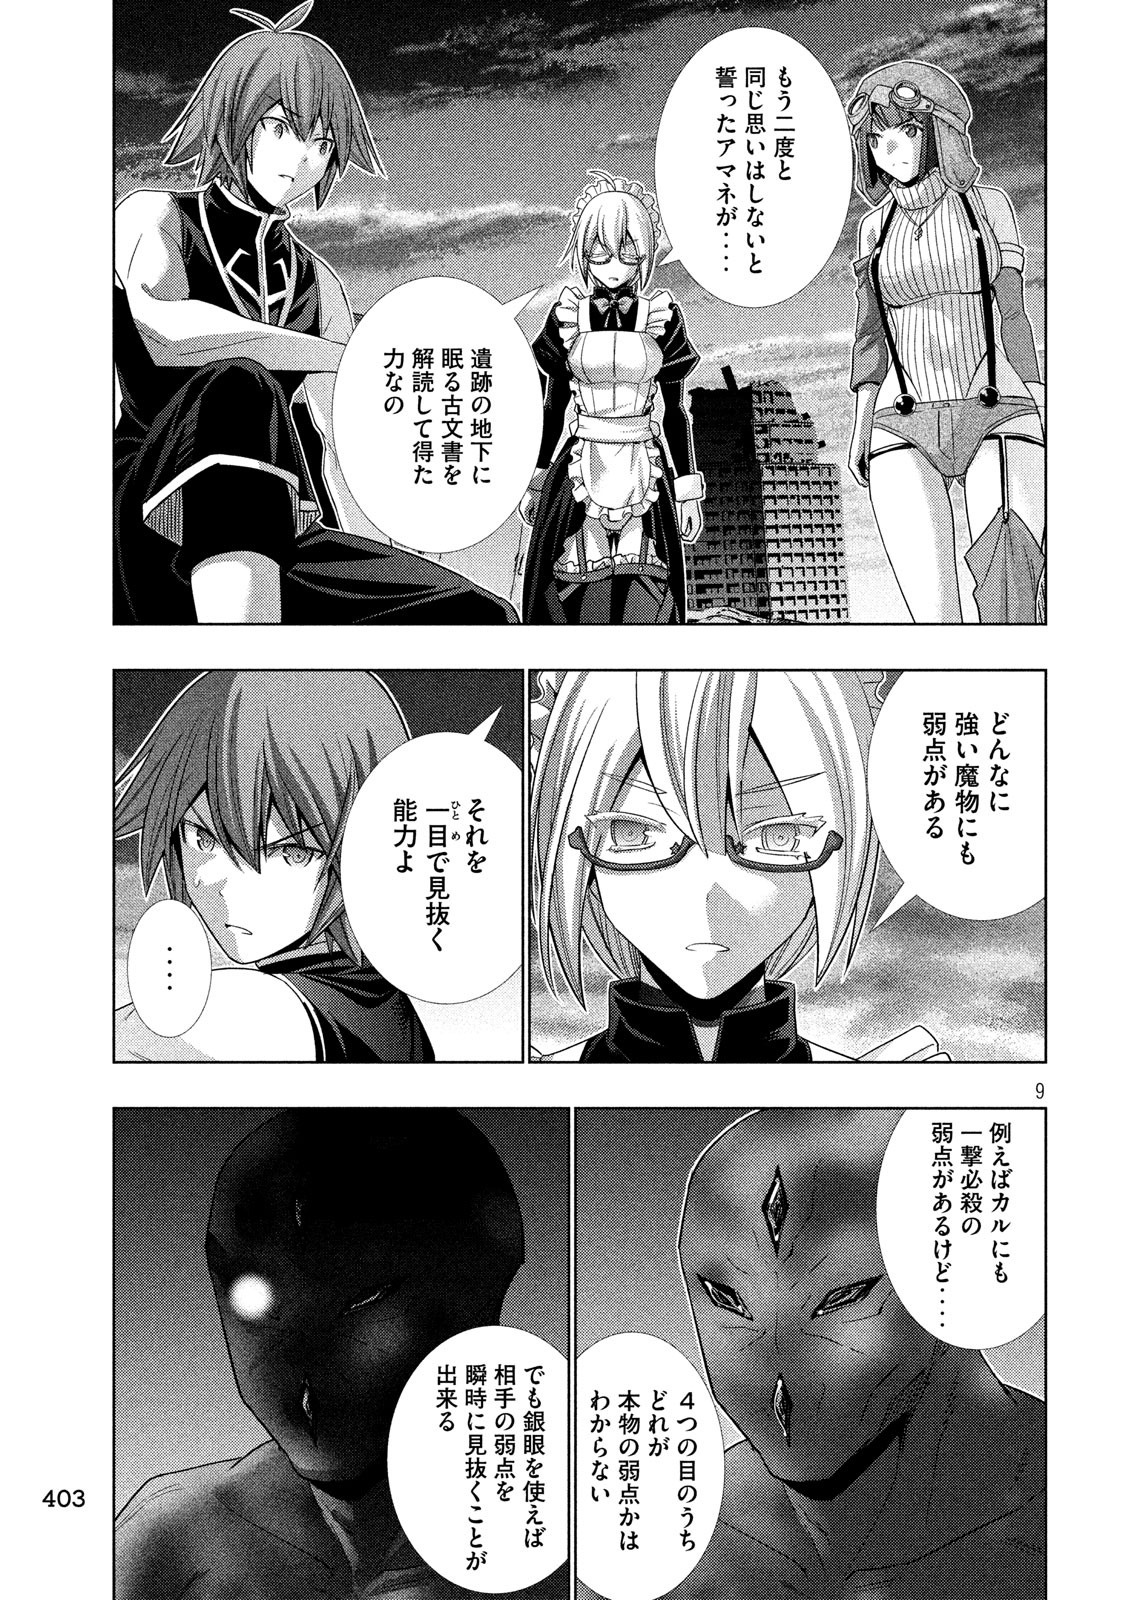 もう二度と
同じ思いはしないと
誓ったアマネが‥‥
遺跡の地下に
眠る古文書を
解読して得た
力なの
どんなに
強い魔物にも
弱点がある
それを
一目で見抜く
ひとめ
能力よ
‥‥
9
例えばカルにも
一撃必殺の
弱点があるけど‥‥
4つの目のうち
どれが
本物の弱点かは
わからない
でも銀眼を使えば
相手の弱点を
瞬時に見抜くことが
出来る
403